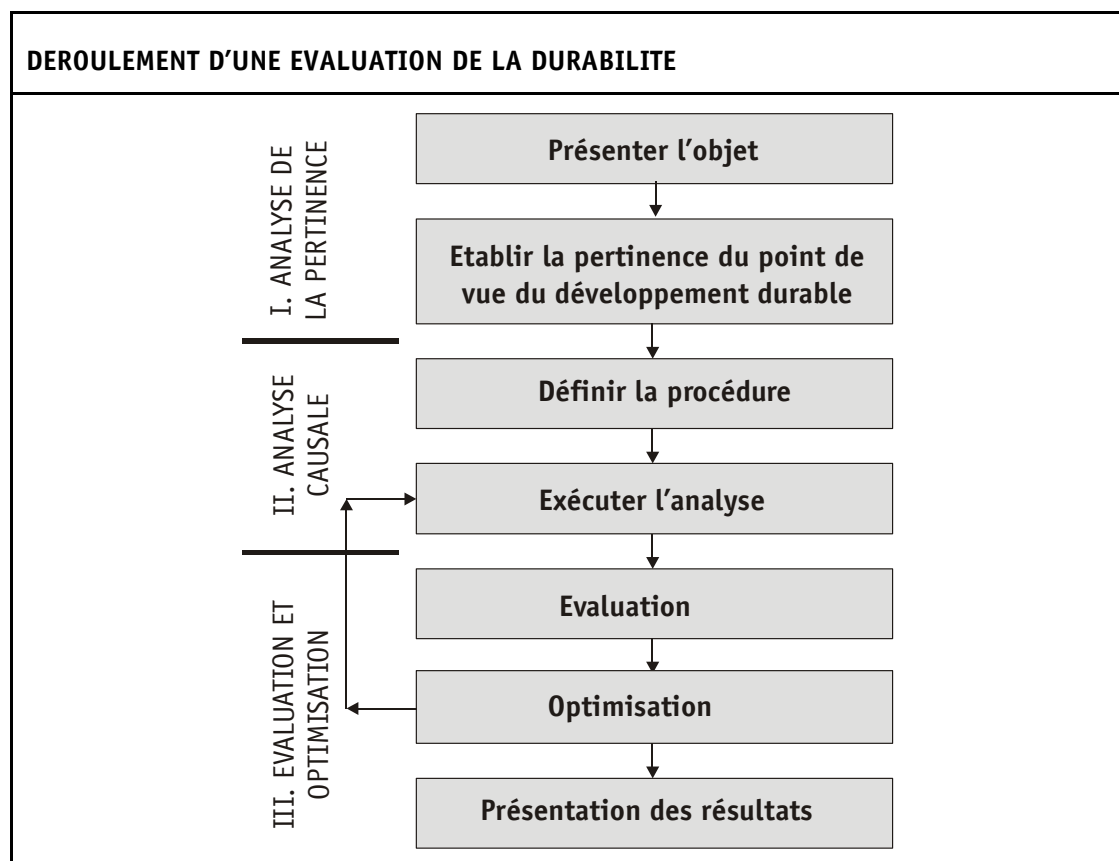 DEROULEMENT D'UNE EVALUATION DE LA DURABILITE
I. ANALYSE DE
LA PERTINENCE
Présenter l'objet
Etablir la pertinence du point de
vue du développement durable
II. ANALYSE
CAUSALE
Définir la procédure
Exécuter l'analyse
III. EVALUATION ET
OPTIMISATION
Evaluation
Optimisation
Présentation des résultats